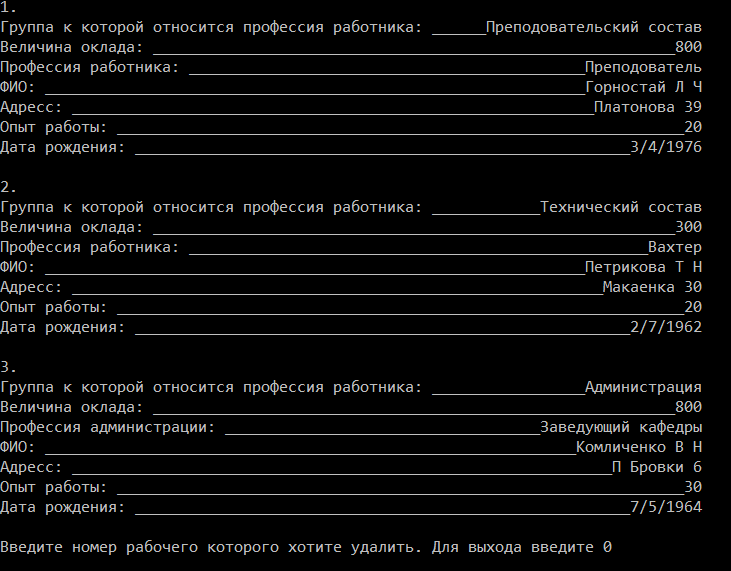 1.
Группа к которой относится профессия работника: ______Преподовательский состав
Величина оклада: __________________________________________________________800
Профессия работника: ____________________________________________Преподователь
ФИО: ____________________________________________________________Горностай Л Ч
Адресс: __________________________________________________________Платонова 39
Опыт работы: _______________________________________________________________20
Дата рождения: _______________________________________________________3/4/1976
2.
Группа к которой относится профессия работника: ____________Технический состав
Величина оклада: __________________________________________________________300
Профессия работника: ___________________________________________________Вахтер
ФИО: ____________________________________________________________Петрикова Т Н
Адресс: ___________________________________________________________Макаенка 30
Опыт работы: _______________________________________________________________20
Дата рождения: _______________________________________________________2/7/1962
3.
Группа к которой относится профессия работника: _________________Администрация
Величина оклада: __________________________________________________________800
Профессия администрации: ___________________________________Заведующий кафедры
ФИО: ___________________________________________________________Комличенко В Н
Адресс: ____________________________________________________________П Бровки 6
Опыт работы: _______________________________________________________________30
Дата рождения: _______________________________________________________7/5/1964
Введите номер рабочего которого хотите удалить. Для выхода введите 0